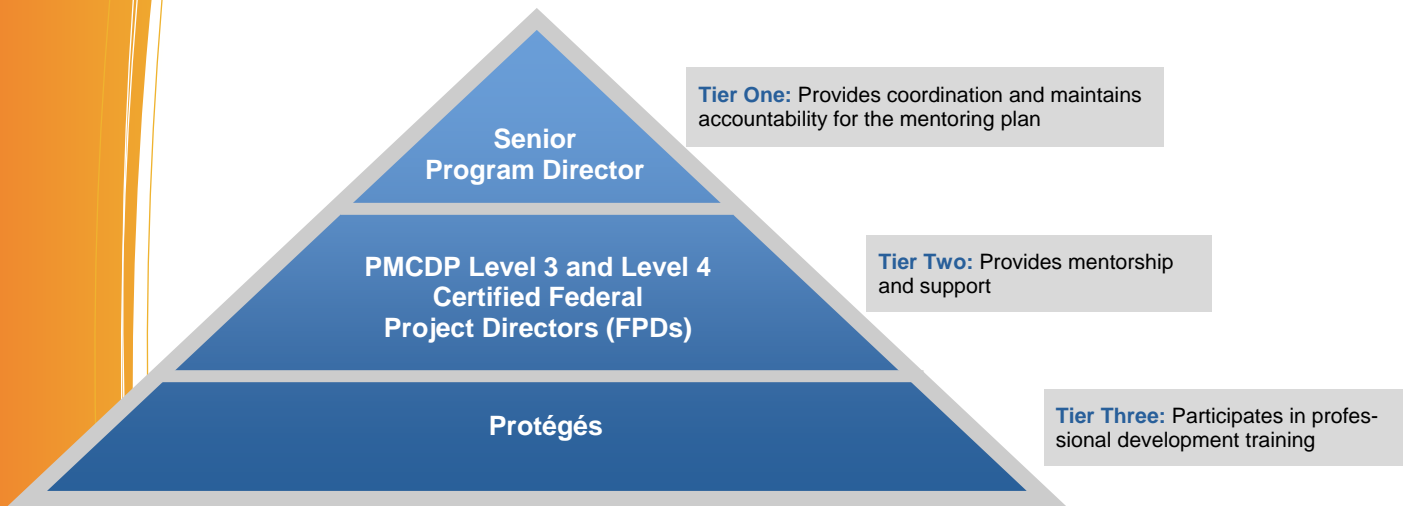 Senior
Program Director
Tier One: Provides coordination and maintains
accountability for the mentoring plan
PMCDP Level 3 and Level 4
Certified Federal
Project Directors (FPDs)
Tier Two: Provides mentorship
and support
Protégés
Tier Three: Participates in profes-
sional development training